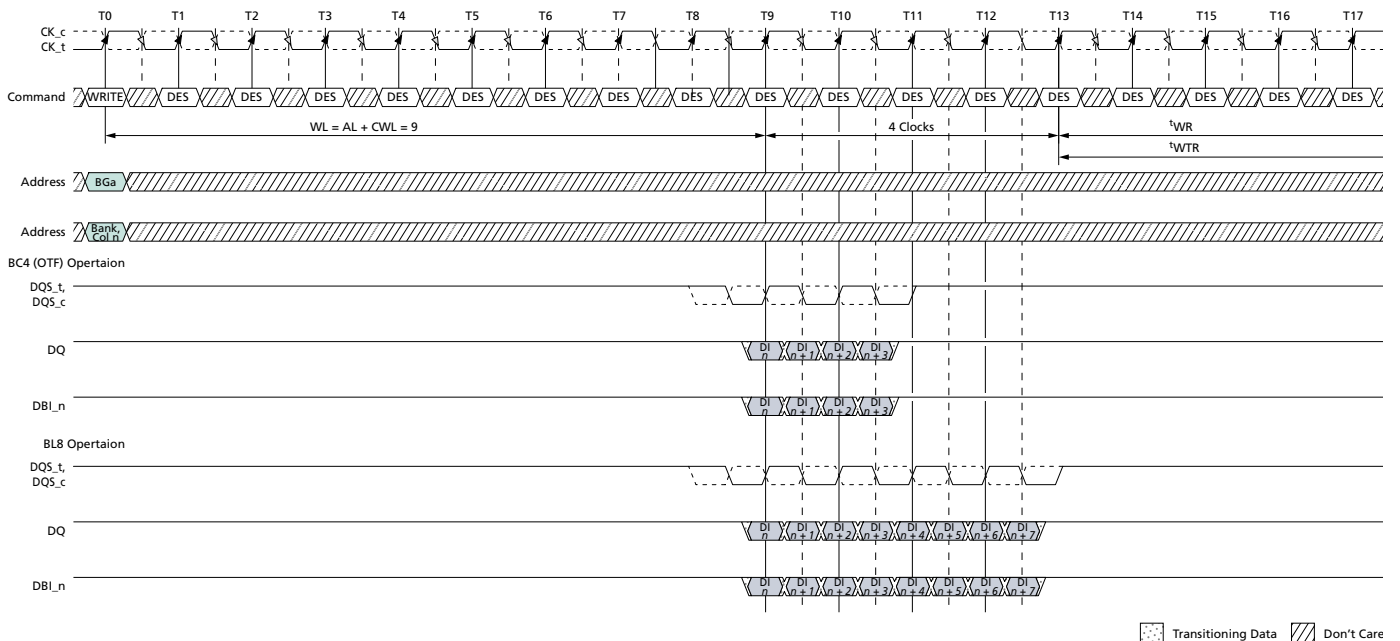 T0 T1 T2 T3 T4 T5 T6 T7 T8 T9 T10 T11 T12 T13 T14 T15 T16 T17
CK_c
CK_t
Command WRITE DES DES DES DES DES DES DES DES DES DES DES DES DES DES DES DES DES
WL = AL + CWL = 9 4 Clocks tWR
tWTR
Address BGa
Address Bank, Col n
BC4 (OTF) Opertaion
DQS_t,
DQS_c
DQ DI n DI n + 1 DI n + 2 DI n + 3
DBI_n DI n DI n + 1 DI n + 2 DI n + 3
BL8 Opertaion
DQS_t,
DQS_c
DQ DI n DI n + 1 DI n + 2 DI n + 3 DI n + 4 DI n + 5 DI n + 6 DI n + 7
DBI_n DI n DI n + 1 DI n + 2 DI n + 3 DI n + 4 DI n + 5 DI n + 6 DI n + 7
Transitioning Data Don't Care